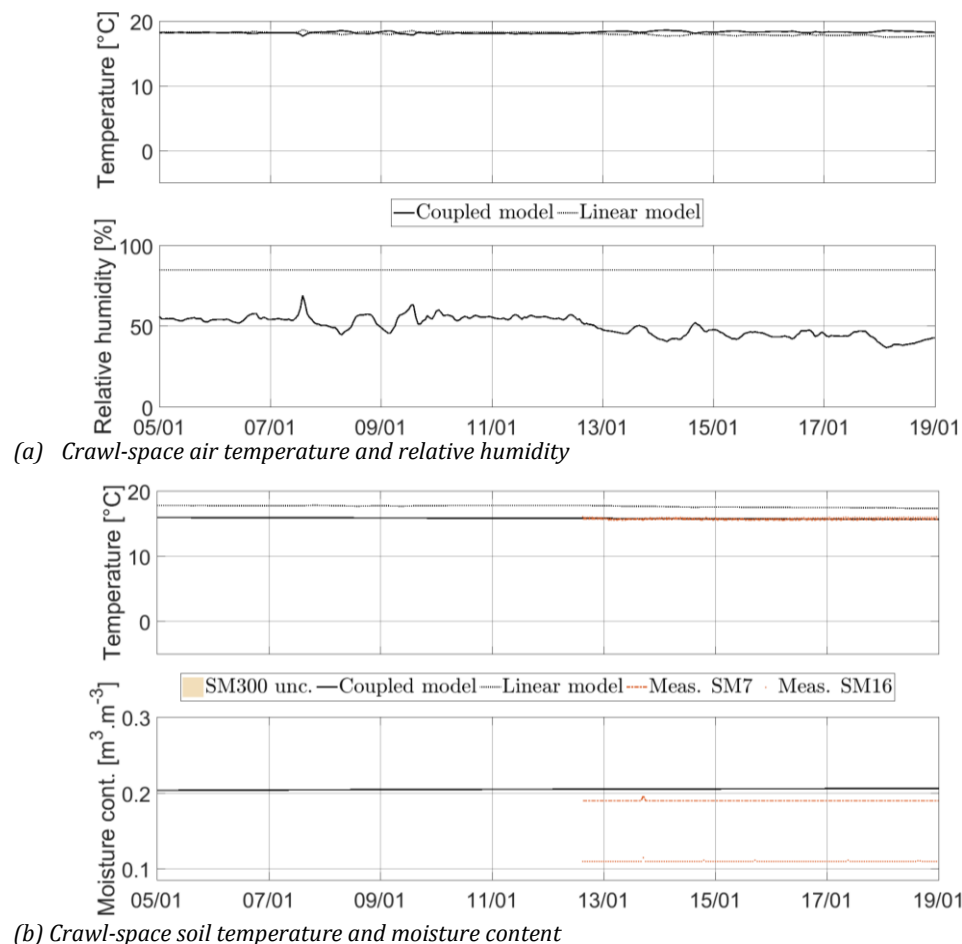 20
10
0
Temperature [°C]
Coupled model Linear model
100
50
0
Relative humidity [%]
05/01 07/01 09/01 11/01 13/01 15/01 17/01 19/01
(a) Crawl-space air temperature and relative humidity
20
10
0
Temperature [°C]
SM300 unc. Coupled model Linear model Meas. SM7 Meas. SM16
0.3
0.2
0.1
Moisture cont. [m³.m⁻³]
05/01 07/01 09/01 11/01 13/01 15/01 17/01 19/01
(b) Crawl-space soil temperature and moisture content